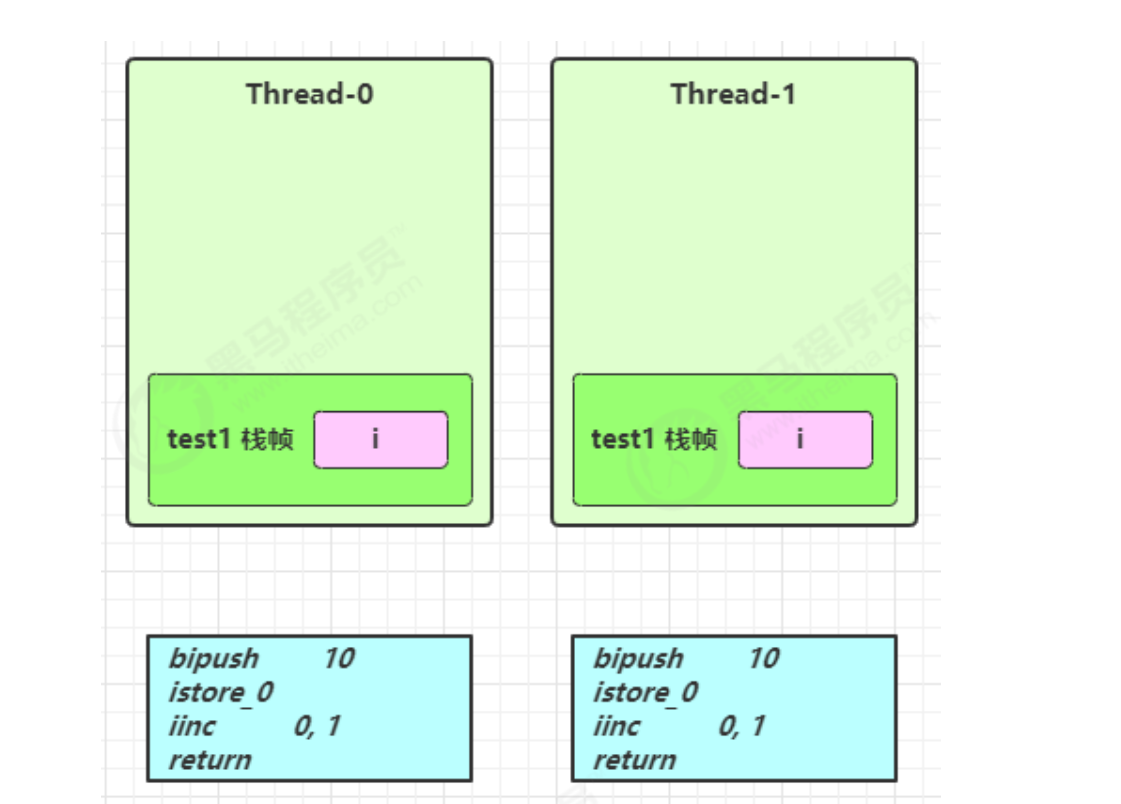 Thread-0
Thread-1
test1 栈帧
i
test1 栈帧
i
bipush 10
istore_0
iinc 0, 1
return
bipush 10
istore_0
iinc 0, 1
return
黑马程序员™
www.itheima.com
黑马程序员
www.itheima.com